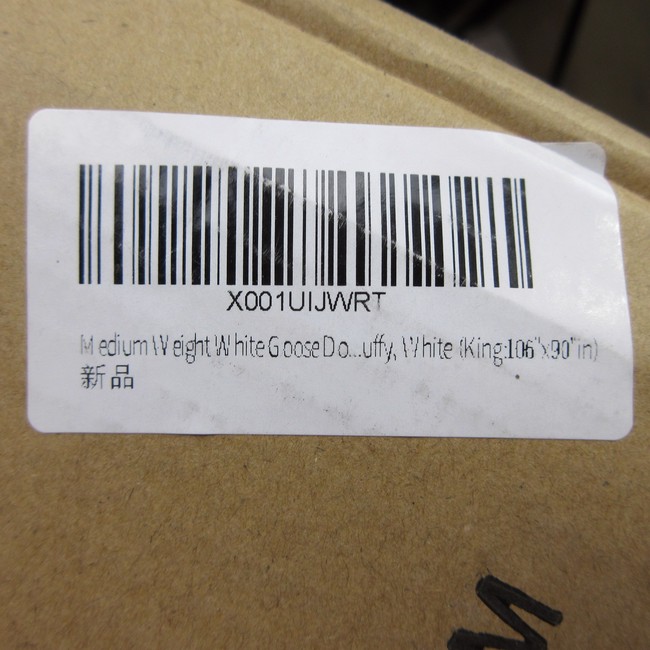 X001UIJWRT
Medium Weight White Goose Do...uffy, White (King:106"x90"in)
新品